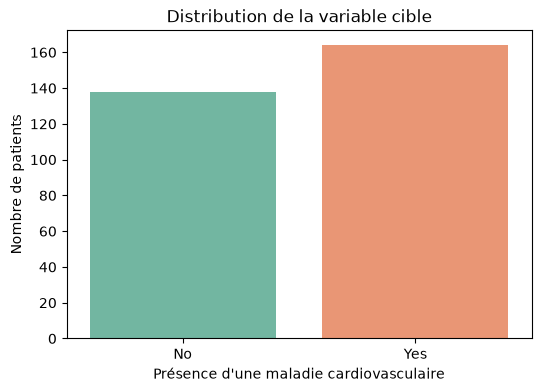 Distribution de la variable cible
160
140
120
100
80
60
40
20
0
Nombre de patients
No Yes
Présence d'une maladie cardiovasculaire